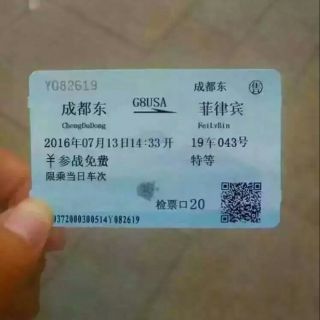 Y082619
成都东
售
成都东 G8USA 菲律宾
ChengDuDong FeiLvBin
2016年07月13日14:33开 19车043号
¥参战免费 特等
限乘当日车次
检票口20
0372000300514Y082619